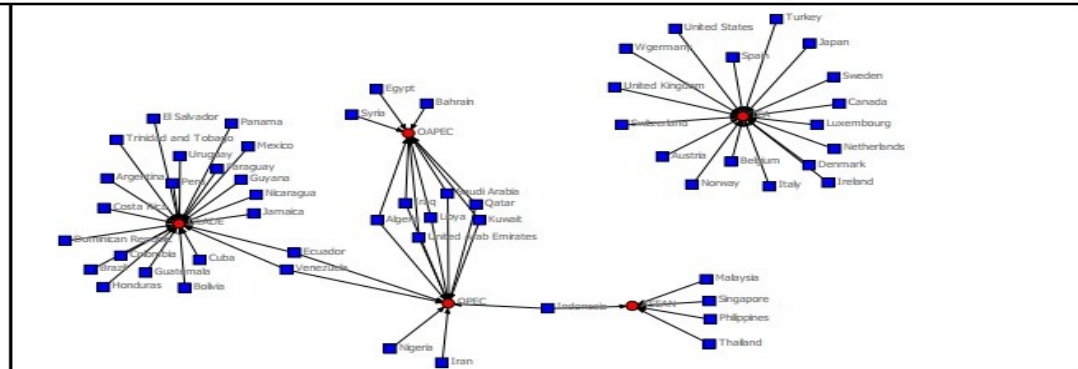 Turkey
United States
Japan
Wgermany
Spain
Sweden
United Kingdom
Egypt
Bahrain
Canada
Syria
El Salvador
Panama
Switzerland
Luxembourg
OAPEC
Trinidad and Tobago
Mexico
Netherlands
Uruguay
Austria
Belgium
Denmark
Paraguay
Argentina
Peru
Guyana
Norway
Italy
Ireland
Nicaragua
Saudi Arabia
Iraq
Qatar
Costa Rica
Jamaica
Algeria
Libya
Kuwait
OLADE
United Arab Emirates
Dominican Republic
Ecuador
Colombia
Cuba
Brazil
Guatemala
Venezuela
Malaysia
Honduras
Bolivia
OPEC
Indonesia
ASEAN
Singapore
Philippines
Nigeria
Thailand
Iran